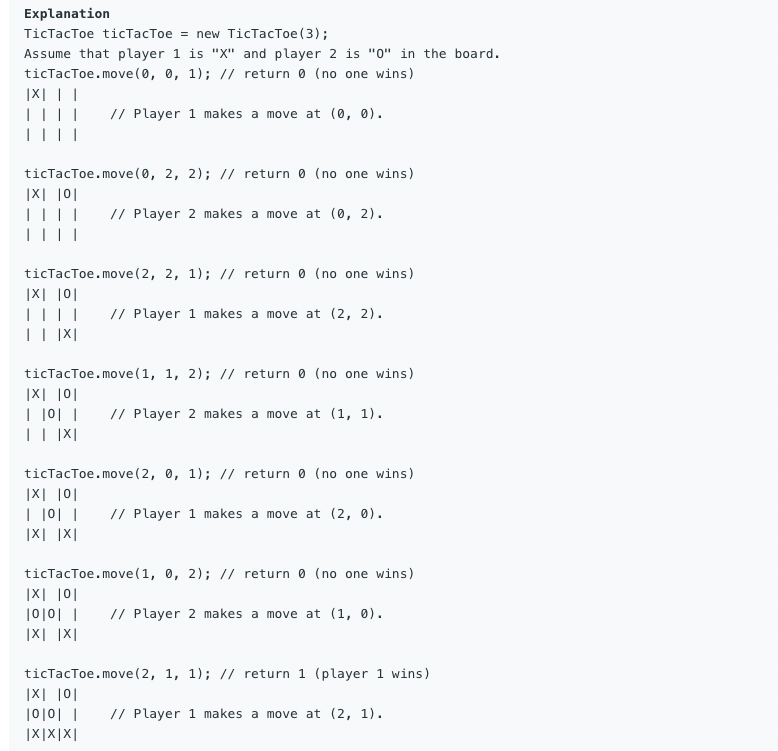 Explanation
TicTacToe ticTacToe = new TicTacToe(3);
Assume that player 1 is "X" and player 2 is "O" in the board.
ticTacToe.move(0, 0, 1); // return 0 (no one wins)
|X| | |
| | | |    // Player 1 makes a move at (0, 0).
| | | |

ticTacToe.move(0, 2, 2); // return 0 (no one wins)
|X| |O|
| | | |    // Player 2 makes a move at (0, 2).
| | | |

ticTacToe.move(2, 2, 1); // return 0 (no one wins)
|X| |O|
| | | |    // Player 1 makes a move at (2, 2).
| | |X|

ticTacToe.move(1, 1, 2); // return 0 (no one wins)
|X| |O|
| |O| |    // Player 2 makes a move at (1, 1).
| | |X|

ticTacToe.move(2, 0, 1); // return 0 (no one wins)
|X| |O|
| |O| |    // Player 1 makes a move at (2, 0).
|X| |X|

ticTacToe.move(1, 0, 2); // return 0 (no one wins)
|X| |O|
|O|O| |    // Player 2 makes a move at (1, 0).
|X| |X|

ticTacToe.move(2, 1, 1); // return 1 (player 1 wins)
|X| |O|
|O|O| |    // Player 1 makes a move at (2, 1).
|X|X|X|